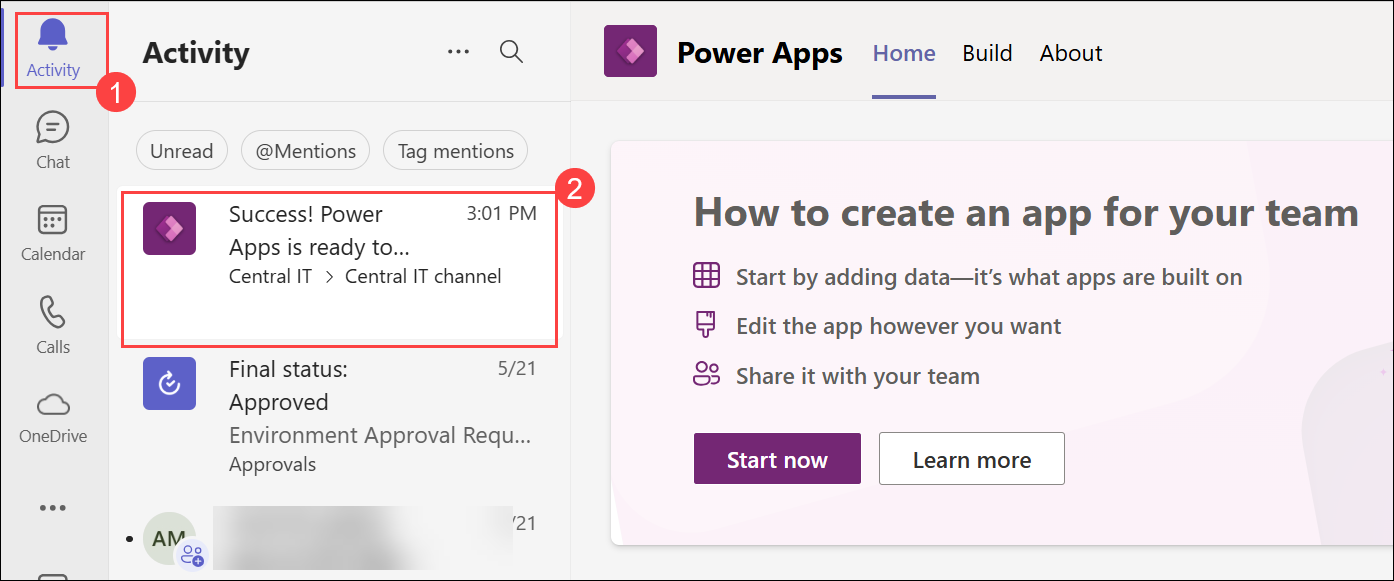 Activity
1
Chat
Calendar
Calls
OneDrive
Activity
Unread
@Mentions
Tag mentions
2
Success! Power
3:01 PM
Apps is ready to...
Central IT > Central IT channel
Final status:
5/21
Approved
Environment Approval Requ...
Approvals
AM
/21
Power Apps
Home
Build
About
How to create an app for your team
Start by adding data—it's what apps are built on
Edit the app however you want
Share it with your team
Start now
Learn more